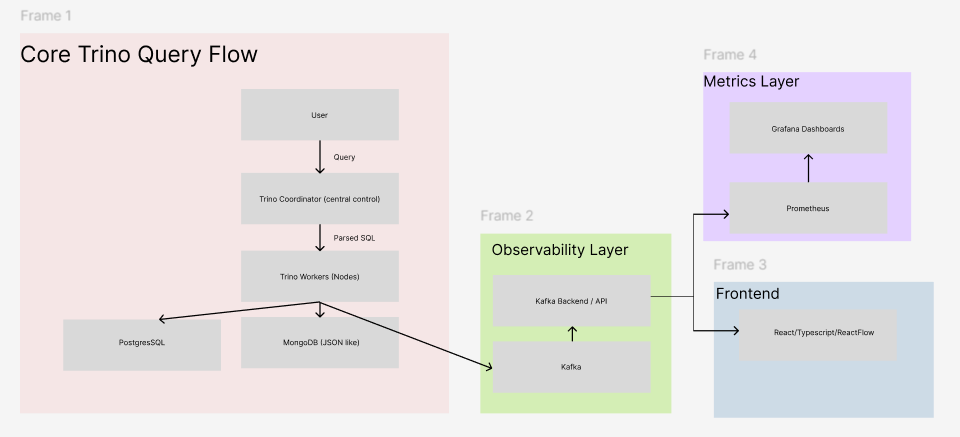 Frame 1
Core Trino Query Flow
User
Query
Trino Coordinator (central control)
Parsed SQL
Trino Workers (Nodes)
PostgresSQL
MongoDB (JSON like)
Frame 2
Observability Layer
Kafka Backend / API
Kafka
Frame 4
Metrics Layer
Grafana Dashboards
Prometheus
Frame 3
Frontend
React/Typescript/ReactFlow